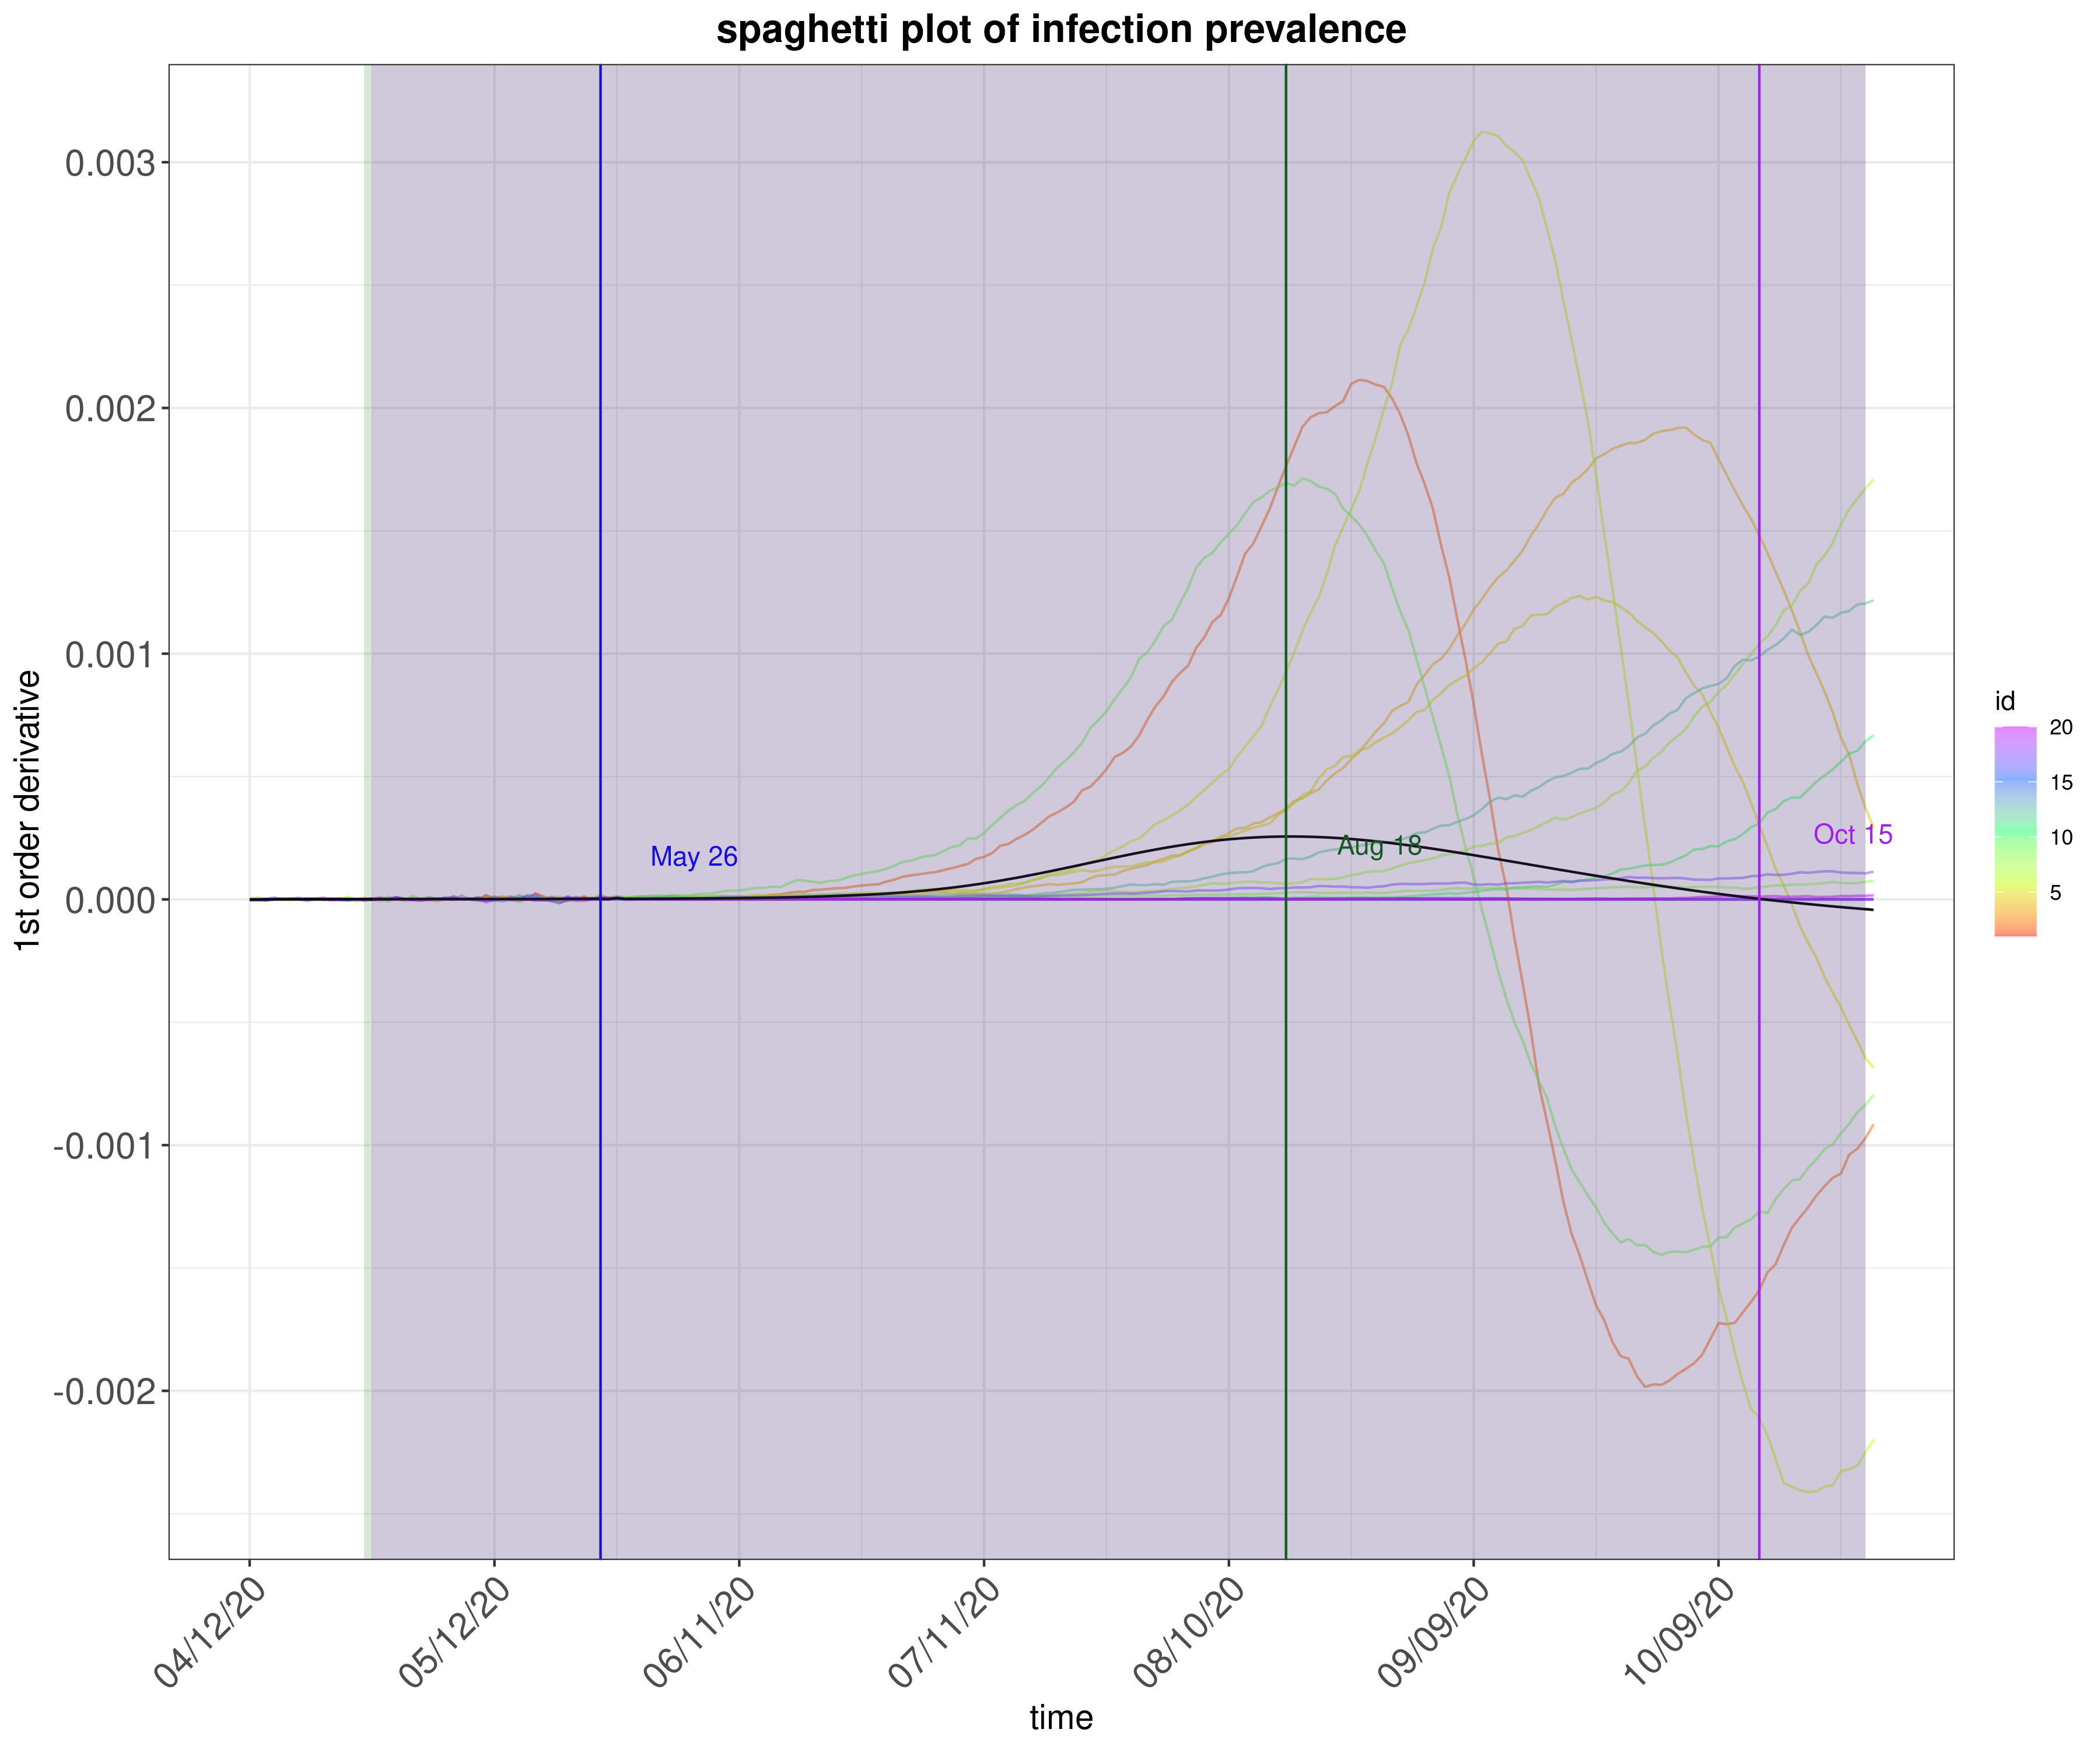 spaghetti plot of infection prevalence
1st order derivative
0.003
0.002
0.001
0.000
-0.001
-0.002
May 26
Aug 18
Oct 15
04/12/20
05/12/20
06/11/20
07/11/20
08/10/20
09/09/20
10/09/20
time
id
20
15
10
5